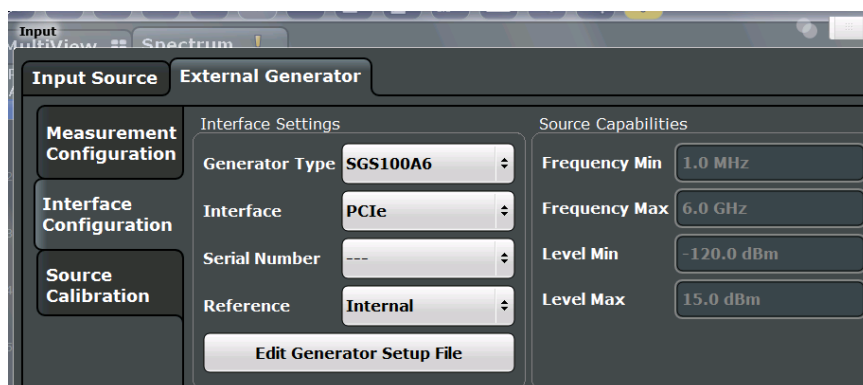 Input
MultiView
Spectrum !
Input Source
External Generator
Measurement
Configuration
Interface
Configuration
Source
Calibration
Interface Settings
Generator Type SGS100A6
Interface PCIe
Serial Number ---
Reference Internal
Edit Generator Setup File
Source Capabilities
Frequency Min 1.0 MHz
Frequency Max 6.0 GHz
Level Min -120.0 dBm
Level Max 15.0 dBm